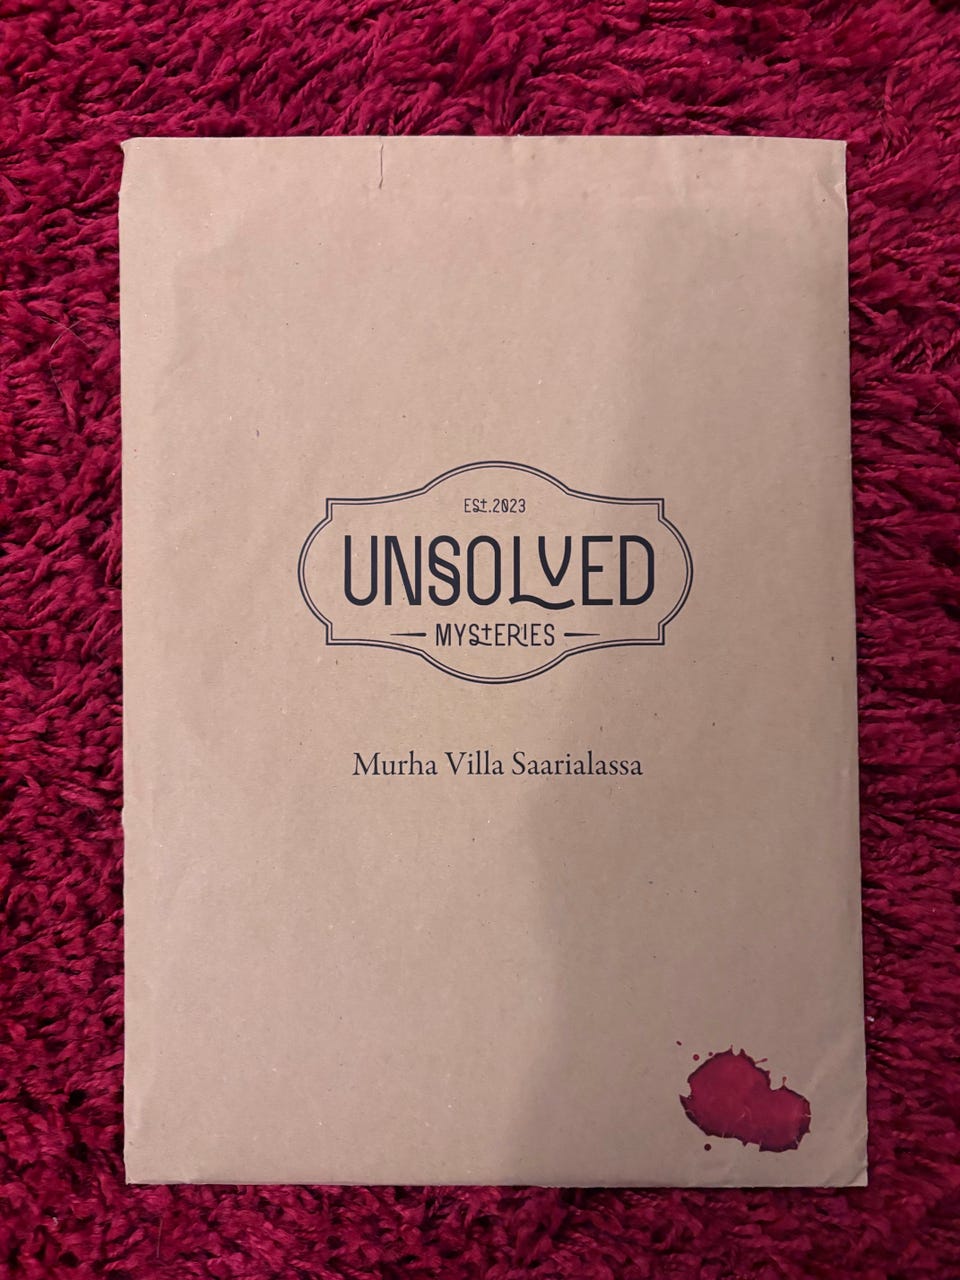 Est.2023
UNSOLVED
MYSTERIES
Murha Villa Saarialassa